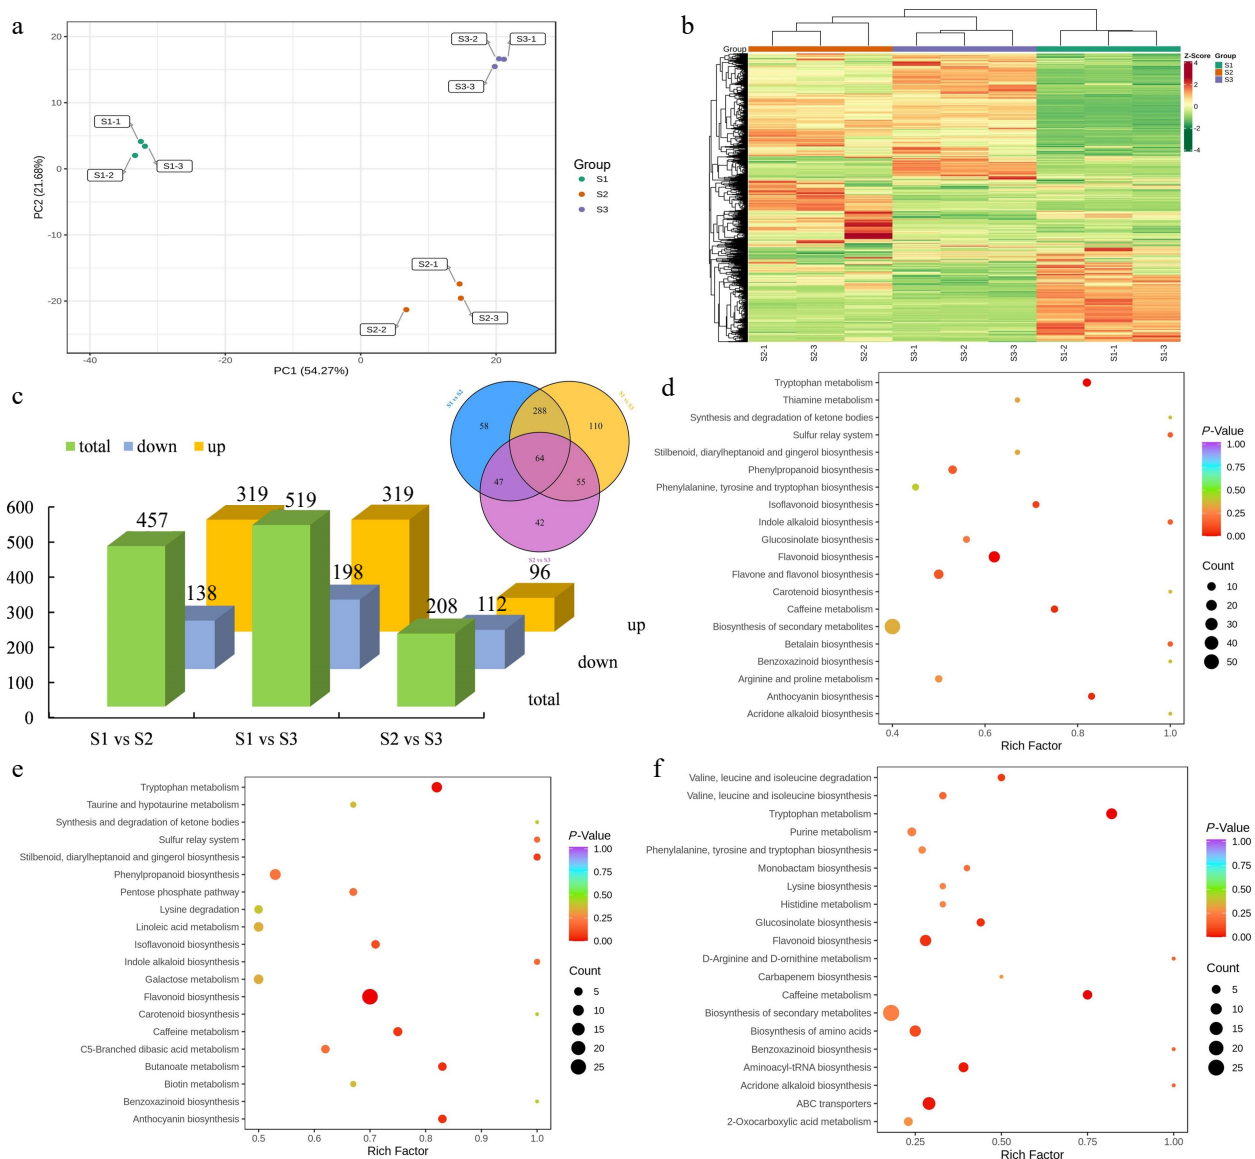 a
20
10
0
-10
-20
PC2 (21.68%)
-40
-20
0
20
PC1 (54.27%)
S3-2
S3-1
S3-3
S1-1
S1-2
S1-3
S2-1
S2-2
S2-3
Group
S1
S2
S3
b
Group
Z-Score
4
2
0
-2
-4
Group
S1
S2
S3
S2-1
S2-3
S2-2
S3-1
S3-2
S3-3
S1-2
S1-1
S1-3
c
total
down
up
600
500
400
300
200
100
0
457
138
319
519
198
319
208
112
96
up
down
total
S1 vs S2
S1 vs S3
S2 vs S3
S1 vs S2
58
288
110
64
47
55
42
S2 vs S3
d
Tryptophan metabolism
Thiamine metabolism
Synthesis and degradation of ketone bodies
Sulfur relay system
Stilbenoid, diarylheptanoid and gingerol biosynthesis
Phenylpropanoid biosynthesis
Phenylalanine, tyrosine and tryptophan biosynthesis
Isoflavonoid biosynthesis
Indole alkaloid biosynthesis
Glucosinolate biosynthesis
Flavonoid biosynthesis
Flavone and flavonol biosynthesis
Carotenoid biosynthesis
Caffeine metabolism
Biosynthesis of secondary metabolites
Betalain biosynthesis
Benzoxazinoid biosynthesis
Arginine and proline metabolism
Anthocyanin biosynthesis
Acridone alkaloid biosynthesis
0.4
0.6
0.8
1.0
Rich Factor
P-Value
1.00
0.75
0.50
0.25
0.00
Count
10
20
30
40
50
e
Tryptophan metabolism
Taurine and hypotaurine metabolism
Synthesis and degradation of ketone bodies
Sulfur relay system
Stilbenoid, diarylheptanoid and gingerol biosynthesis
Phenylpropanoid biosynthesis
Pentose phosphate pathway
Lysine degradation
Linoleic acid metabolism
Isoflavonoid biosynthesis
Indole alkaloid biosynthesis
Galactose metabolism
Flavonoid biosynthesis
Carotenoid biosynthesis
Caffeine metabolism
C5-Branched dibasic acid metabolism
Butanoate metabolism
Biotin metabolism
Benzoxazinoid biosynthesis
Anthocyanin biosynthesis
0.5
0.6
0.7
0.8
0.9
1.0
Rich Factor
P-Value
1.00
0.75
0.50
0.25
0.00
Count
5
10
15
20
25
f
Valine, leucine and isoleucine degradation
Valine, leucine and isoleucine biosynthesis
Tryptophan metabolism
Purine metabolism
Phenylalanine, tyrosine and tryptophan biosynthesis
Monobactam biosynthesis
Lysine biosynthesis
Histidine metabolism
Glucosinolate biosynthesis
Flavonoid biosynthesis
D-Arginine and D-ornithine metabolism
Carbapenem biosynthesis
Caffeine metabolism
Biosynthesis of secondary metabolites
Biosynthesis of amino acids
Benzoxazinoid biosynthesis
Aminoacyl-tRNA biosynthesis
Acridone alkaloid biosynthesis
ABC transporters
2-Oxocarboxylic acid metabolism
0.25
0.50
0.75
1.00
Rich Factor
P-Value
1.00
0.75
0.50
0.25
0.00
Count
5
10
15
20
25